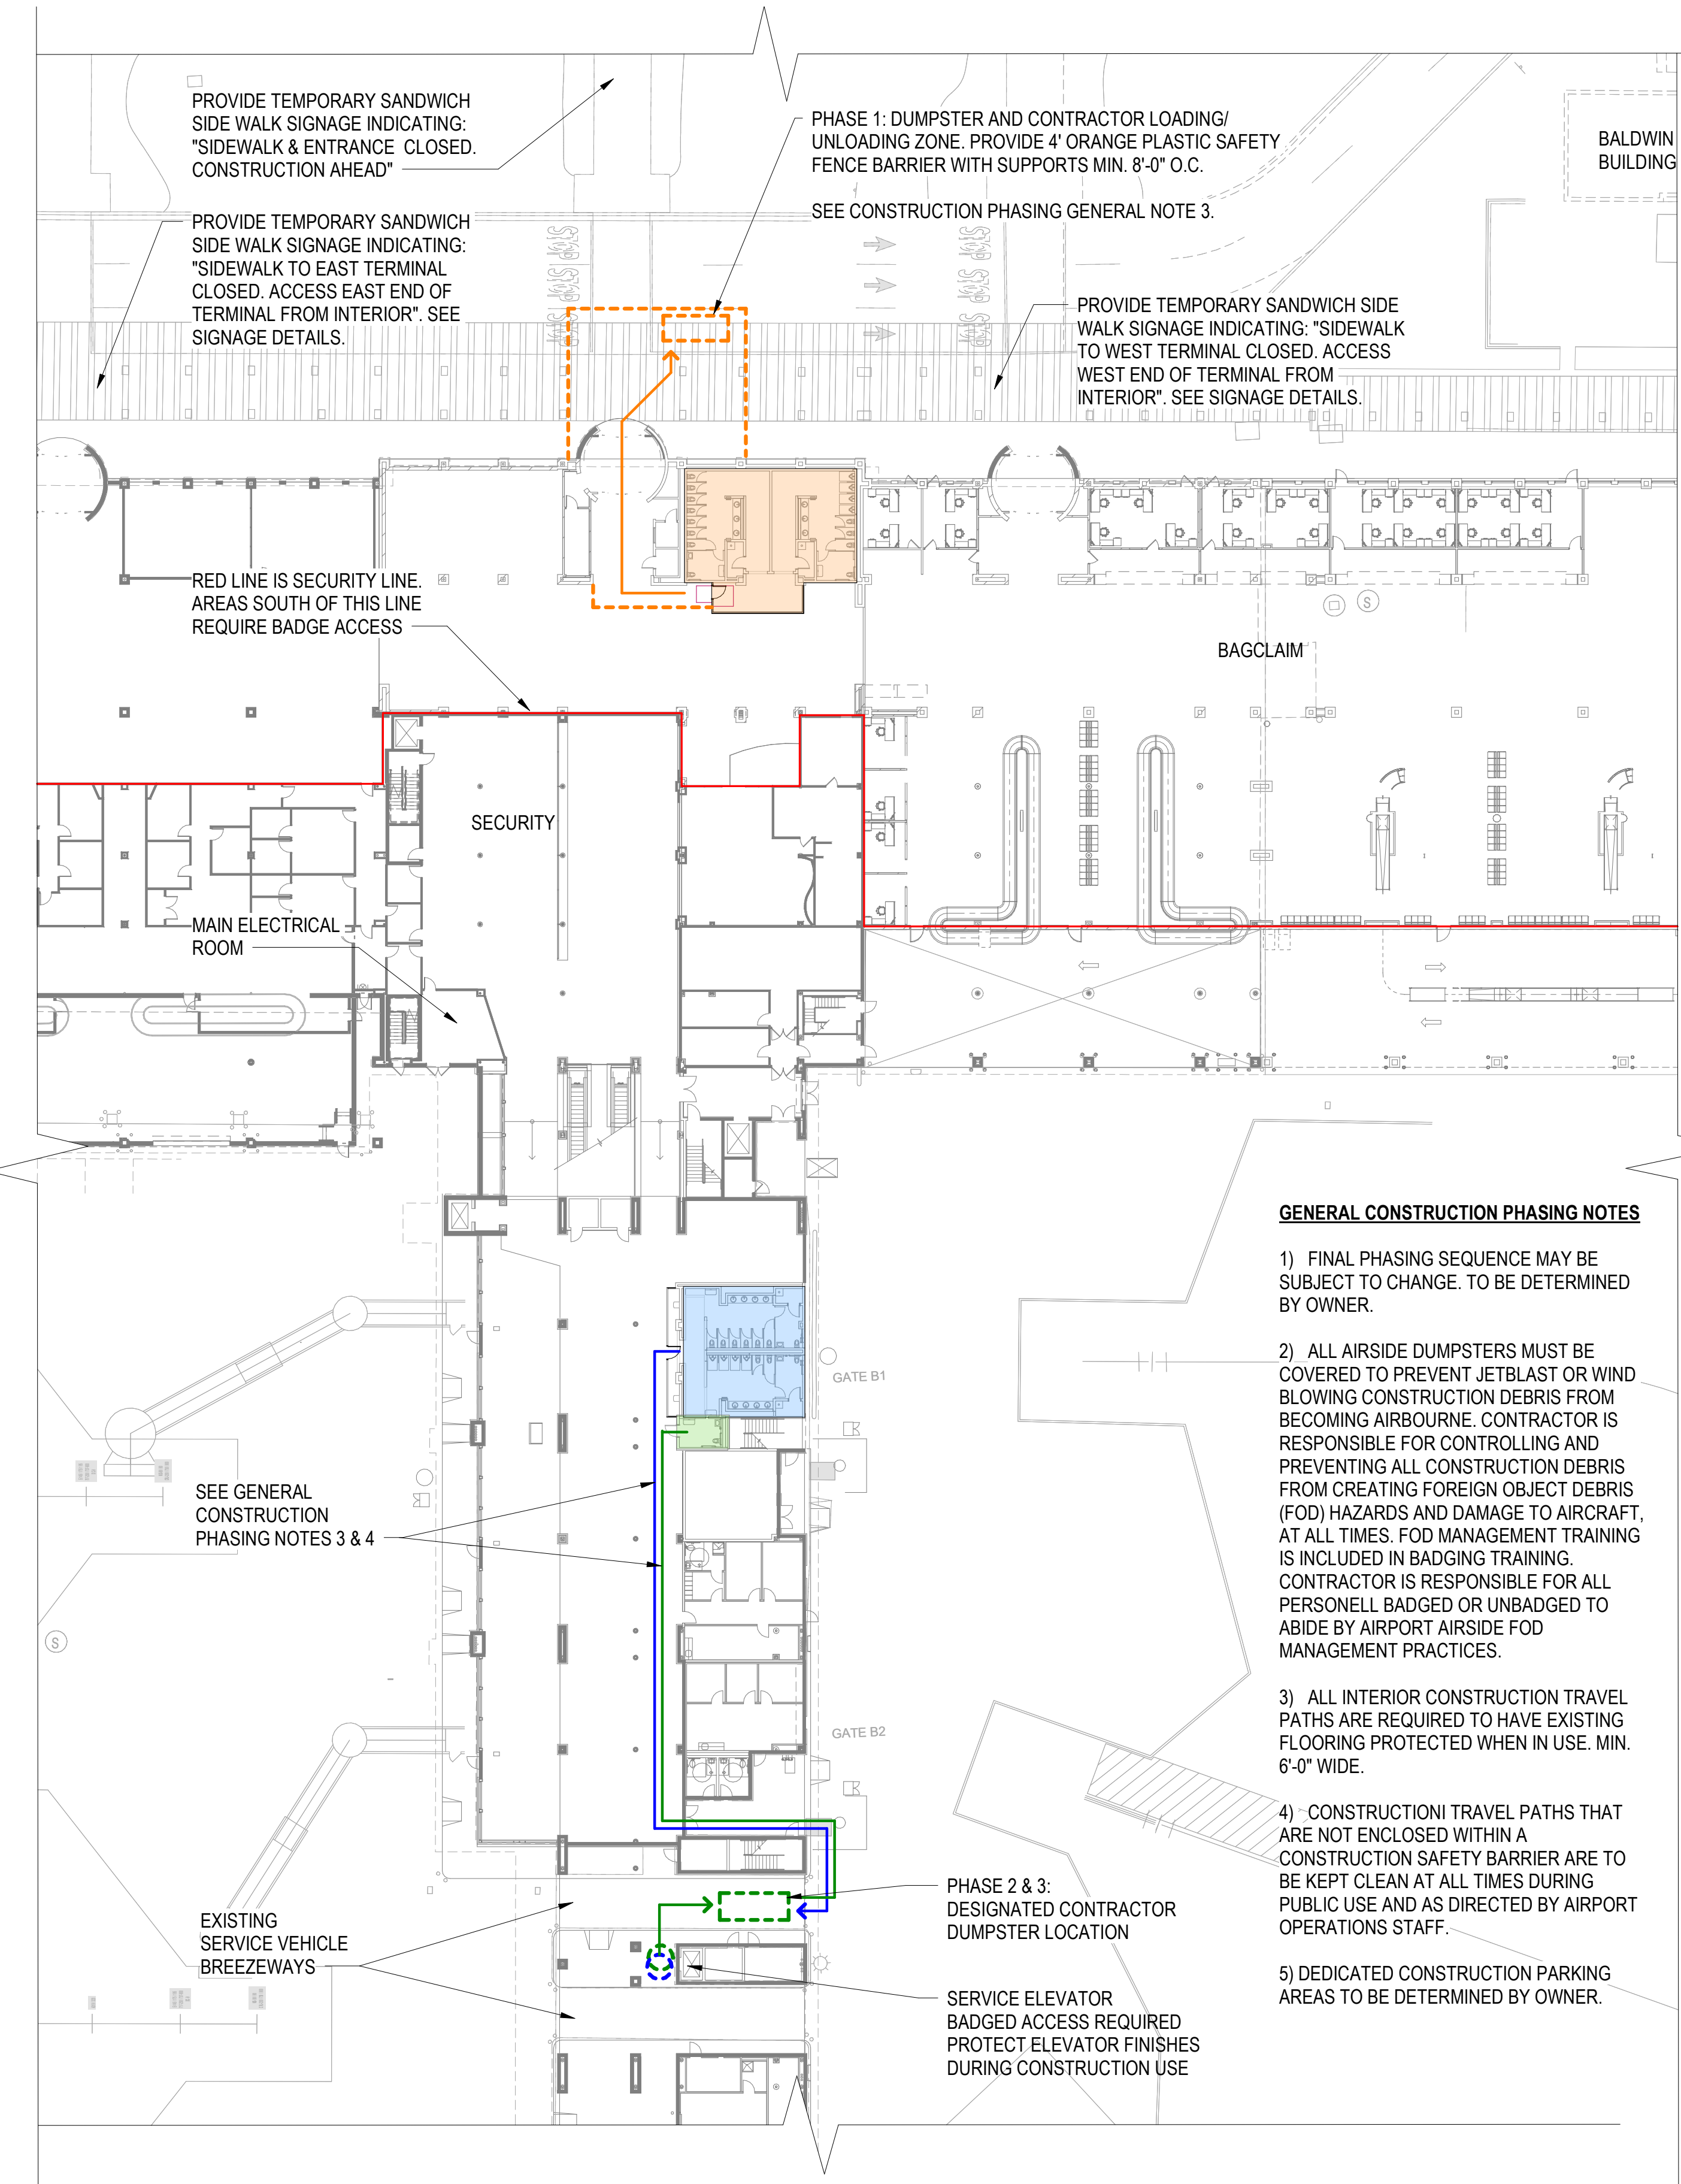 PROVIDE TEMPORARY SANDWICH
SIDE WALK SIGNAGE INDICATING:
"SIDEWALK & ENTRANCE CLOSED.
CONSTRUCTION AHEAD"
PHASE 1: DUMPSTER AND CONTRACTOR LOADING/
UNLOADING ZONE. PROVIDE 4' ORANGE PLASTIC SAFETY
FENCE BARRIER WITH SUPPORTS MIN. 8'-0" O.C.
SEE CONSTRUCTION PHASING GENERAL NOTE 3.
BALDWIN
BUILDING
PROVIDE TEMPORARY SANDWICH
SIDE WALK SIGNAGE INDICATING:
"SIDEWALK TO EAST TERMINAL
CLOSED. ACCESS EAST END OF
TERMINAL FROM INTERIOR". SEE
SIGNAGE DETAILS.
PROVIDE TEMPORARY SANDWICH SIDE
WALK SIGNAGE INDICATING: "SIDEWALK
TO WEST TERMINAL CLOSED. ACCESS
WEST END OF TERMINAL FROM
INTERIOR". SEE SIGNAGE DETAILS.
RED LINE IS SECURITY LINE.
AREAS SOUTH OF THIS LINE
REQUIRE BADGE ACCESS
S
BAGCLAIM
SECURITY
MAIN ELECTRICAL
ROOM
GENERAL CONSTRUCTION PHASING NOTES
1) FINAL PHASING SEQUENCE MAY BE
SUBJECT TO CHANGE. TO BE DETERMINED
BY OWNER.
2) ALL AIRSIDE DUMPSTERS MUST BE
COVERED TO PREVENT JETBLAST OR WIND
BLOWING CONSTRUCTION DEBRIS FROM
BECOMING AIRBOURNE. CONTRACTOR IS
RESPONSIBLE FOR CONTROLLING AND
PREVENTING ALL CONSTRUCTION DEBRIS
FROM CREATING FOREIGN OBJECT DEBRIS
(FOD) HAZARDS AND DAMAGE TO AIRCRAFT,
AT ALL TIMES. FOD MANAGEMENT TRAINING
IS INCLUDED IN BADGING TRAINING.
CONTRACTOR IS RESPONSIBLE FOR ALL
PERSONELL BADGED OR UNBADGED TO
ABIDE BY AIRPORT AIRSIDE FOD
MANAGEMENT PRACTICES.
3) ALL INTERIOR CONSTRUCTION TRAVEL
PATHS ARE REQUIRED TO HAVE EXISTING
FLOORING PROTECTED WHEN IN USE. MIN.
6'-0" WIDE.
4) CONSTRUCTIONI TRAVEL PATHS THAT
ARE NOT ENCLOSED WITHIN A
CONSTRUCTION SAFETY BARRIER ARE TO
BE KEPT CLEAN AT ALL TIMES DURING
PUBLIC USE AND AS DIRECTED BY AIRPORT
OPERATIONS STAFF.
5) DEDICATED CONSTRUCTION PARKING
AREAS TO BE DETERMINED BY OWNER.
GATE B1
SEE GENERAL
CONSTRUCTION
PHASING NOTES 3 & 4
S
GATE B2
PHASE 2 & 3:
DESIGNATED CONTRACTOR
DUMPSTER LOCATION
EXISTING
SERVICE VEHICLE
BREEZEWAYS
SERVICE ELEVATOR
BADGED ACCESS REQUIRED
PROTECT ELEVATOR FINISHES
DURING CONSTRUCTION USE